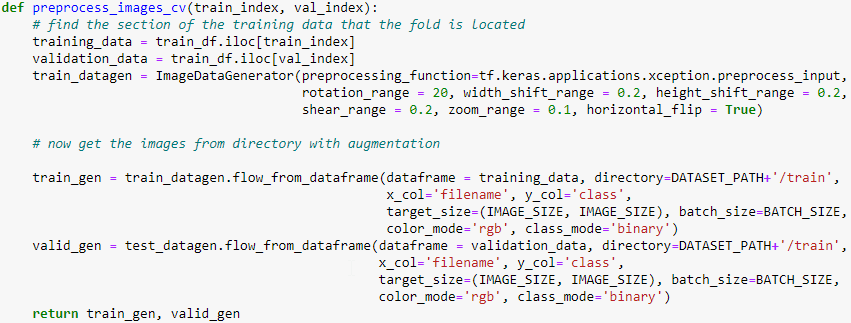 def preprocess_images_cv(train_index, val_index):
    # find the section of the training data that the fold is located
    training_data = train_df.iloc[train_index]
    validation_data = train_df.iloc[val_index]
    train_datagen = ImageDataGenerator(preprocessing_function=tf.keras.applications.xception.preprocess_input,
                                       rotation_range = 20, width_shift_range = 0.2, height_shift_range = 0.2,
                                       shear_range = 0.2, zoom_range = 0.1, horizontal_flip = True)

    # now get the images from directory with augmentation

    train_gen = train_datagen.flow_from_dataframe(dataframe = training_data, directory=DATASET_PATH+'/train',
                                                  x_col='filename', y_col='class',
                                                  target_size=(IMAGE_SIZE, IMAGE_SIZE), batch_size=BATCH_SIZE,
                                                  color_mode='rgb', class_mode='binary')
    valid_gen = test_datagen.flow_from_dataframe(dataframe = validation_data, directory=DATASET_PATH+'/train',
                                                 x_col='filename', y_col='class',
                                                 target_size=(IMAGE_SIZE, IMAGE_SIZE), batch_size=BATCH_SIZE,
                                                 color_mode='rgb', class_mode='binary')
    return train_gen, valid_gen